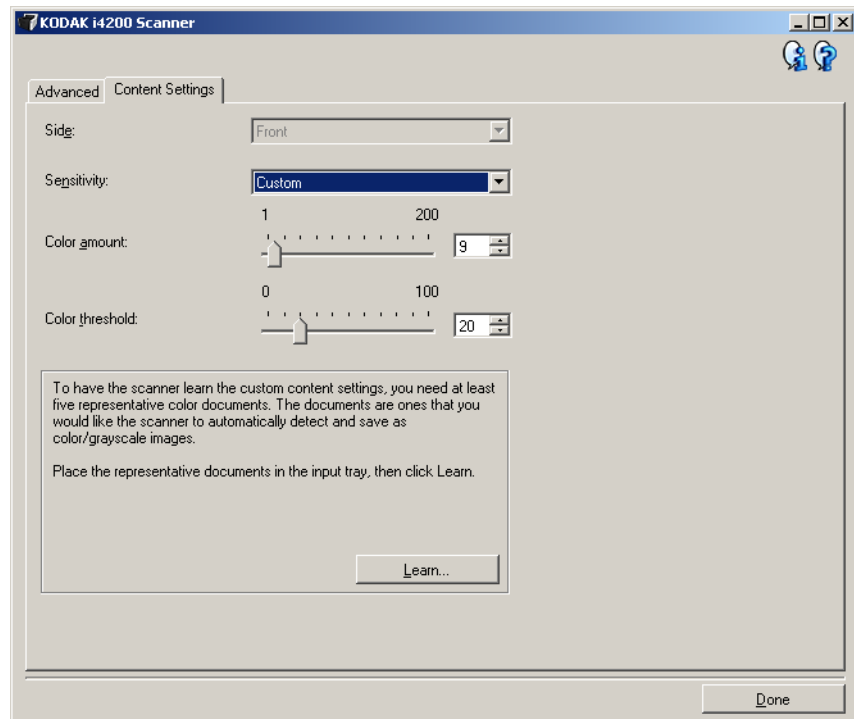 KODAK i4200 Scanner
Advanced
Content Settings
Side:
Front
Sensitivity:
Custom
1
200
Color amount:
9
0
100
Color threshold:
20
To have the scanner learn the custom content settings, you need at least
five representative color documents. The documents are ones that you
would like the scanner to automatically detect and save as
color/grayscale images.
Place the representative documents in the input tray, then click Learn.
Learn...
Done